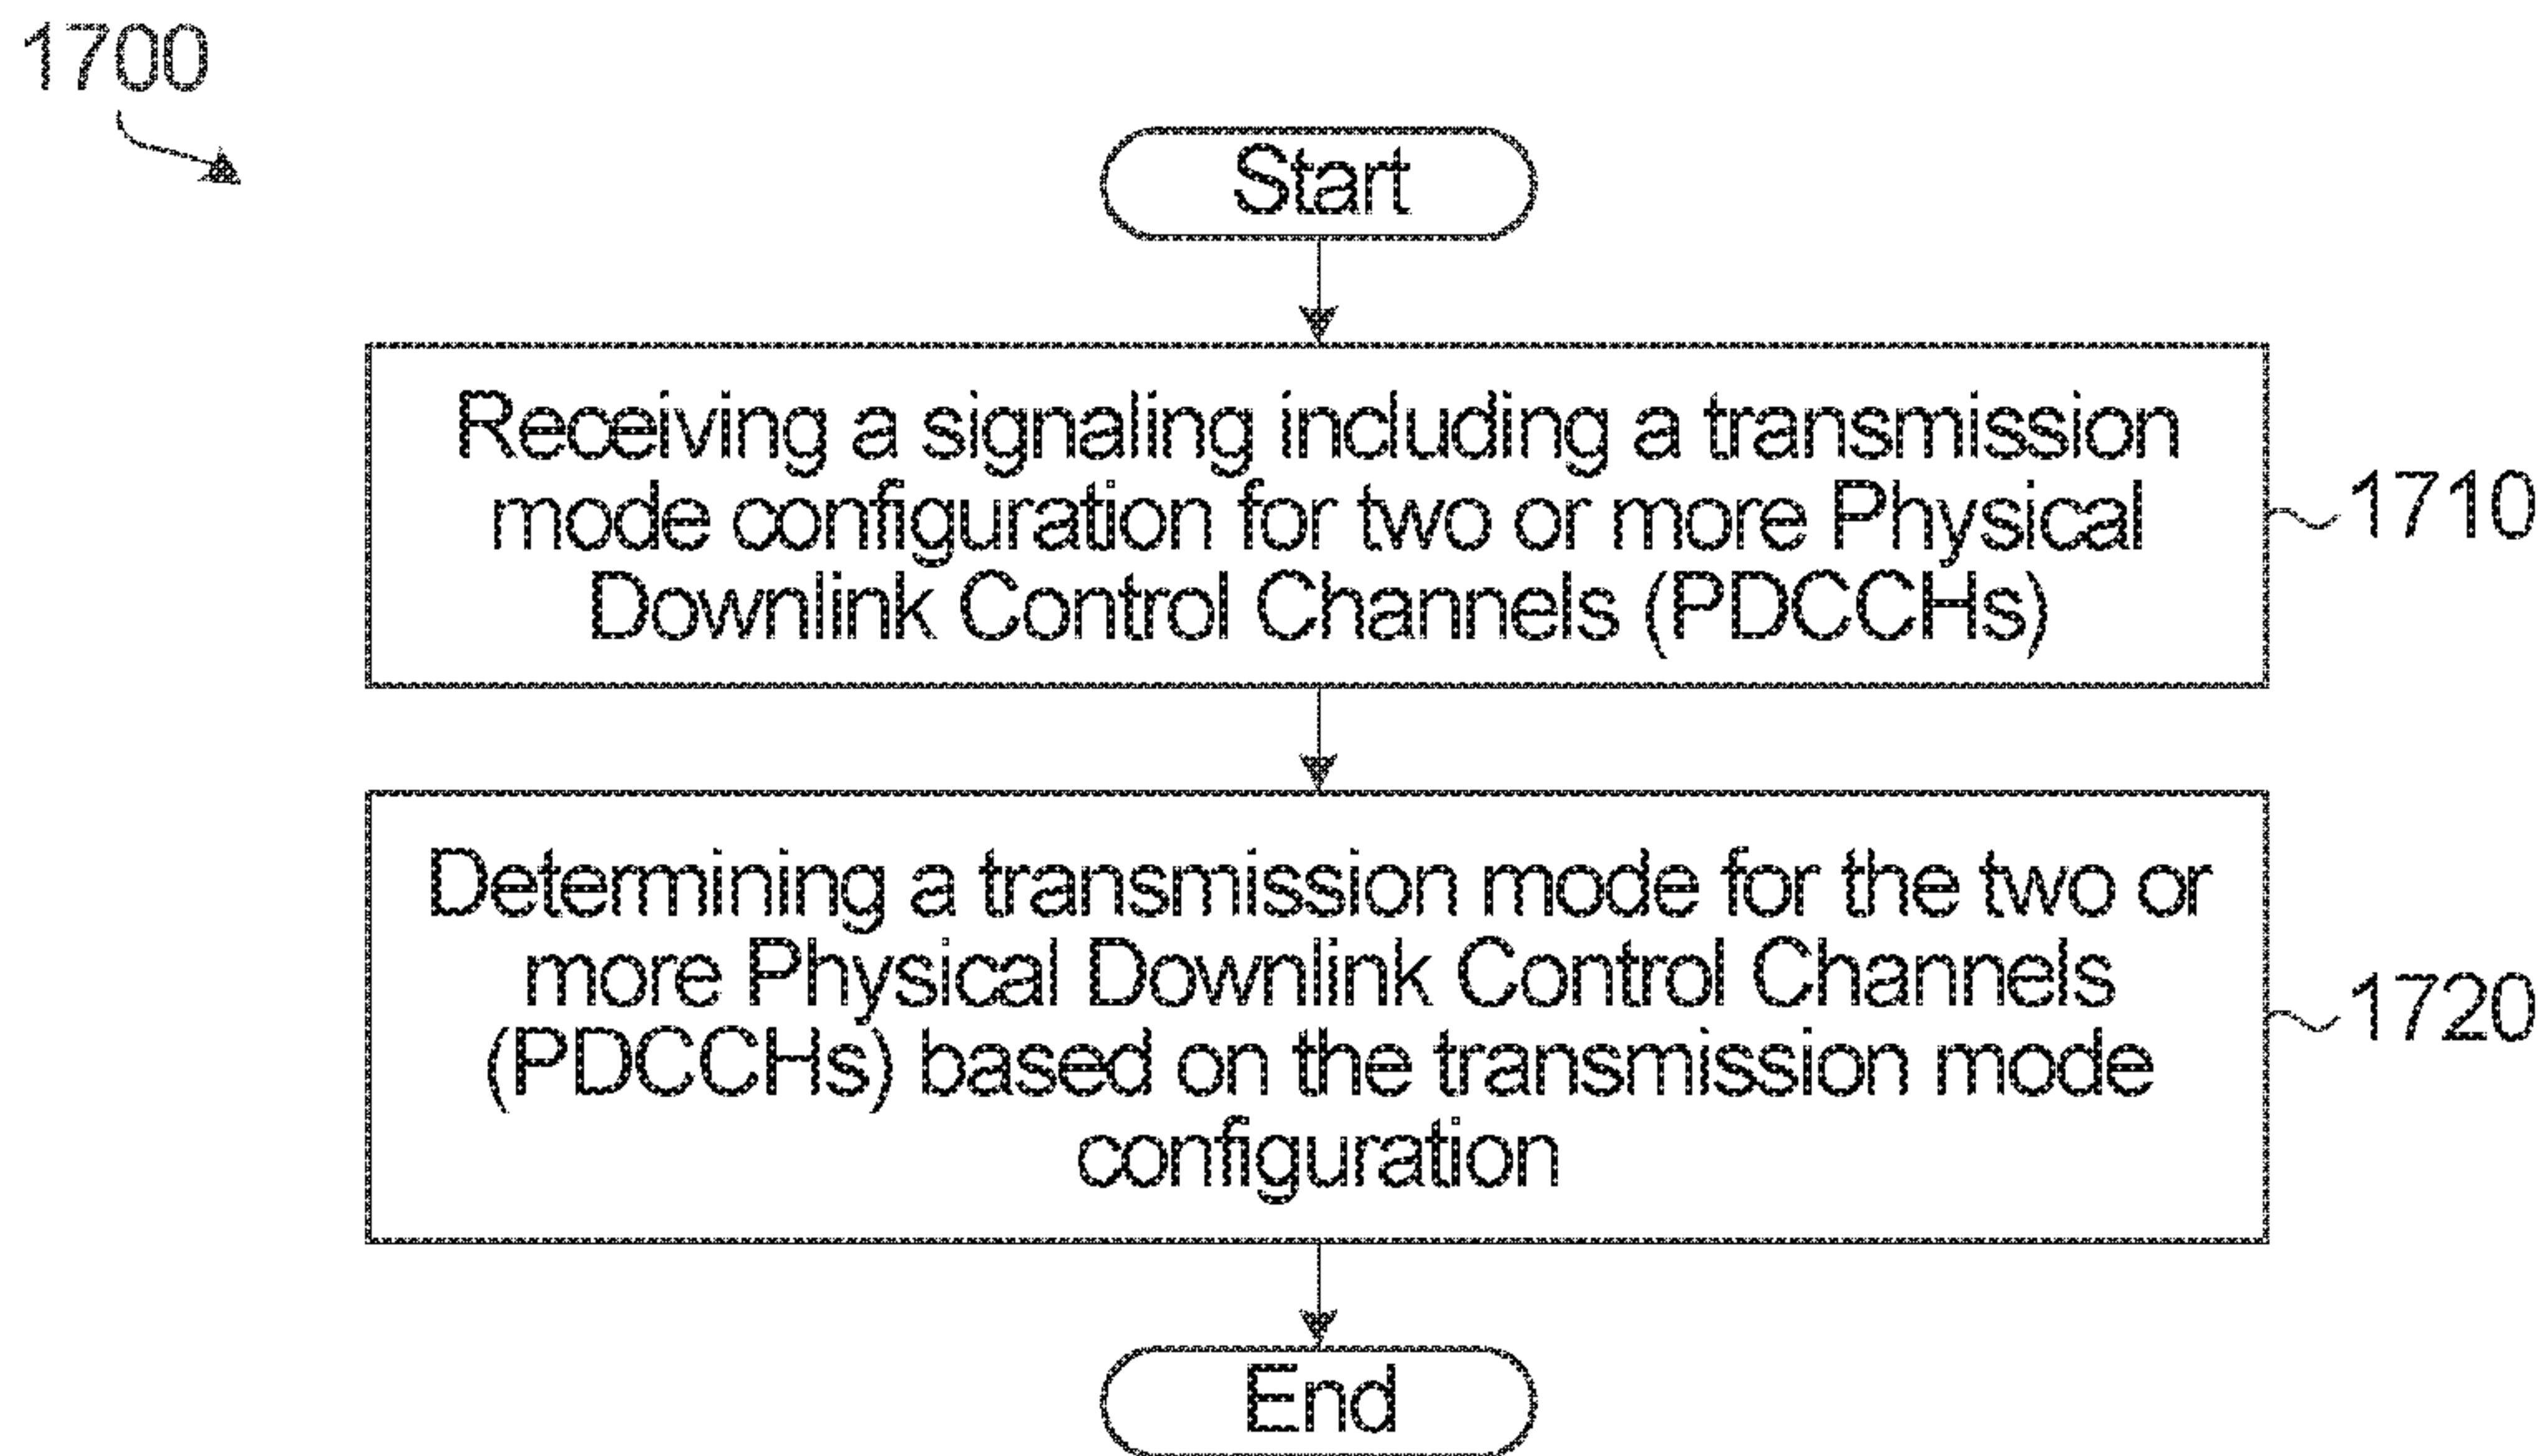 1700
Start
Receiving a signaling including a transmission
mode configuration for two or more Physical
Downlink Control Channels (PDCCHs)
1710
Determining a transmission mode for the two or
more Physical Downlink Control Channels
(PDCCHs) based on the transmission mode
configuration
1720
End